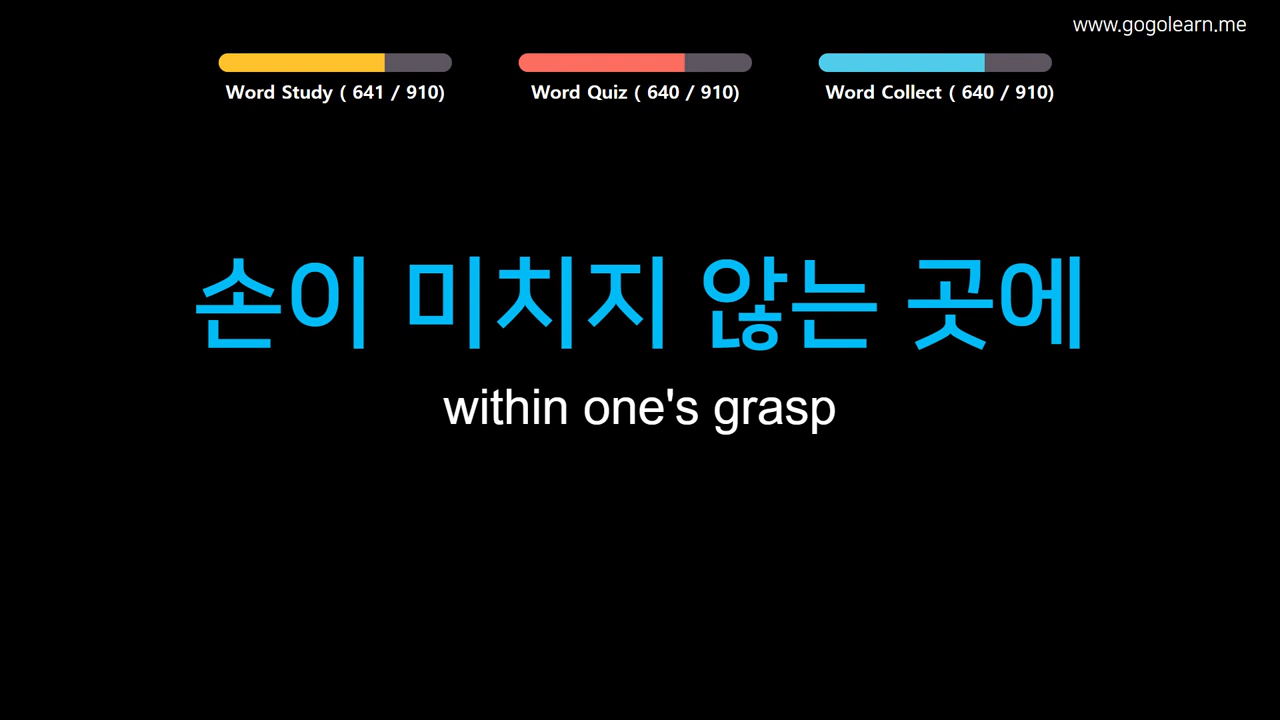 www.gogolearn.me
Word Study ( 641 / 910)
Word Quiz ( 640 / 910)
Word Collect ( 640 / 910)
손이 미치지 않는 곳에
within one's grasp